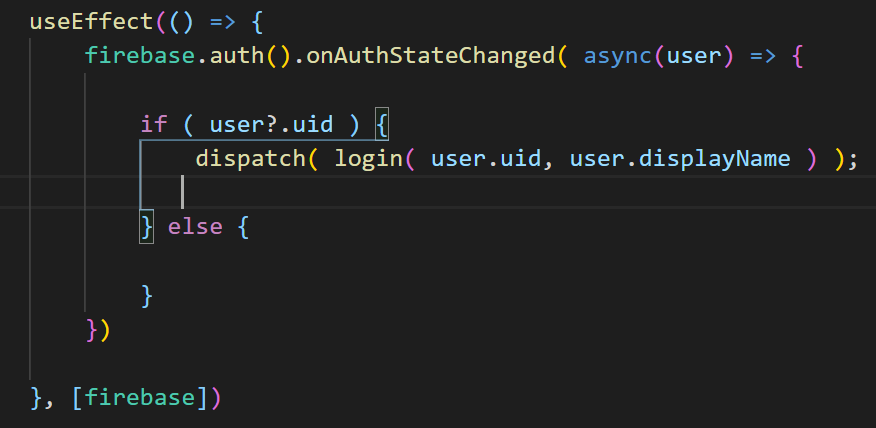 useEffect(() => {
firebase.auth().onAuthStateChanged( async(user) => {
if ( user?.uid ) {
dispatch( login( user.uid, user.displayName ) );
} else {
}
})
}, [firebase])